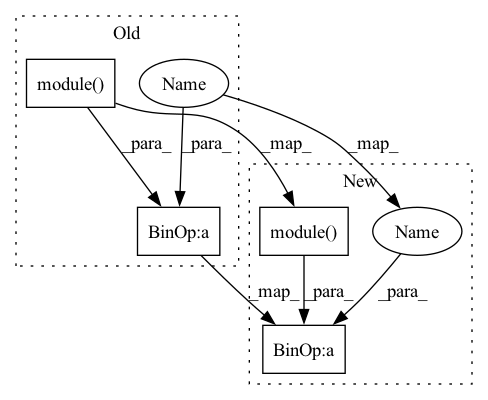 Old
module()
Name
_para_
_para_
_map_
_map_
New
BinOp:a
module()
Name
_map_
_para_
_para_
BinOp:a